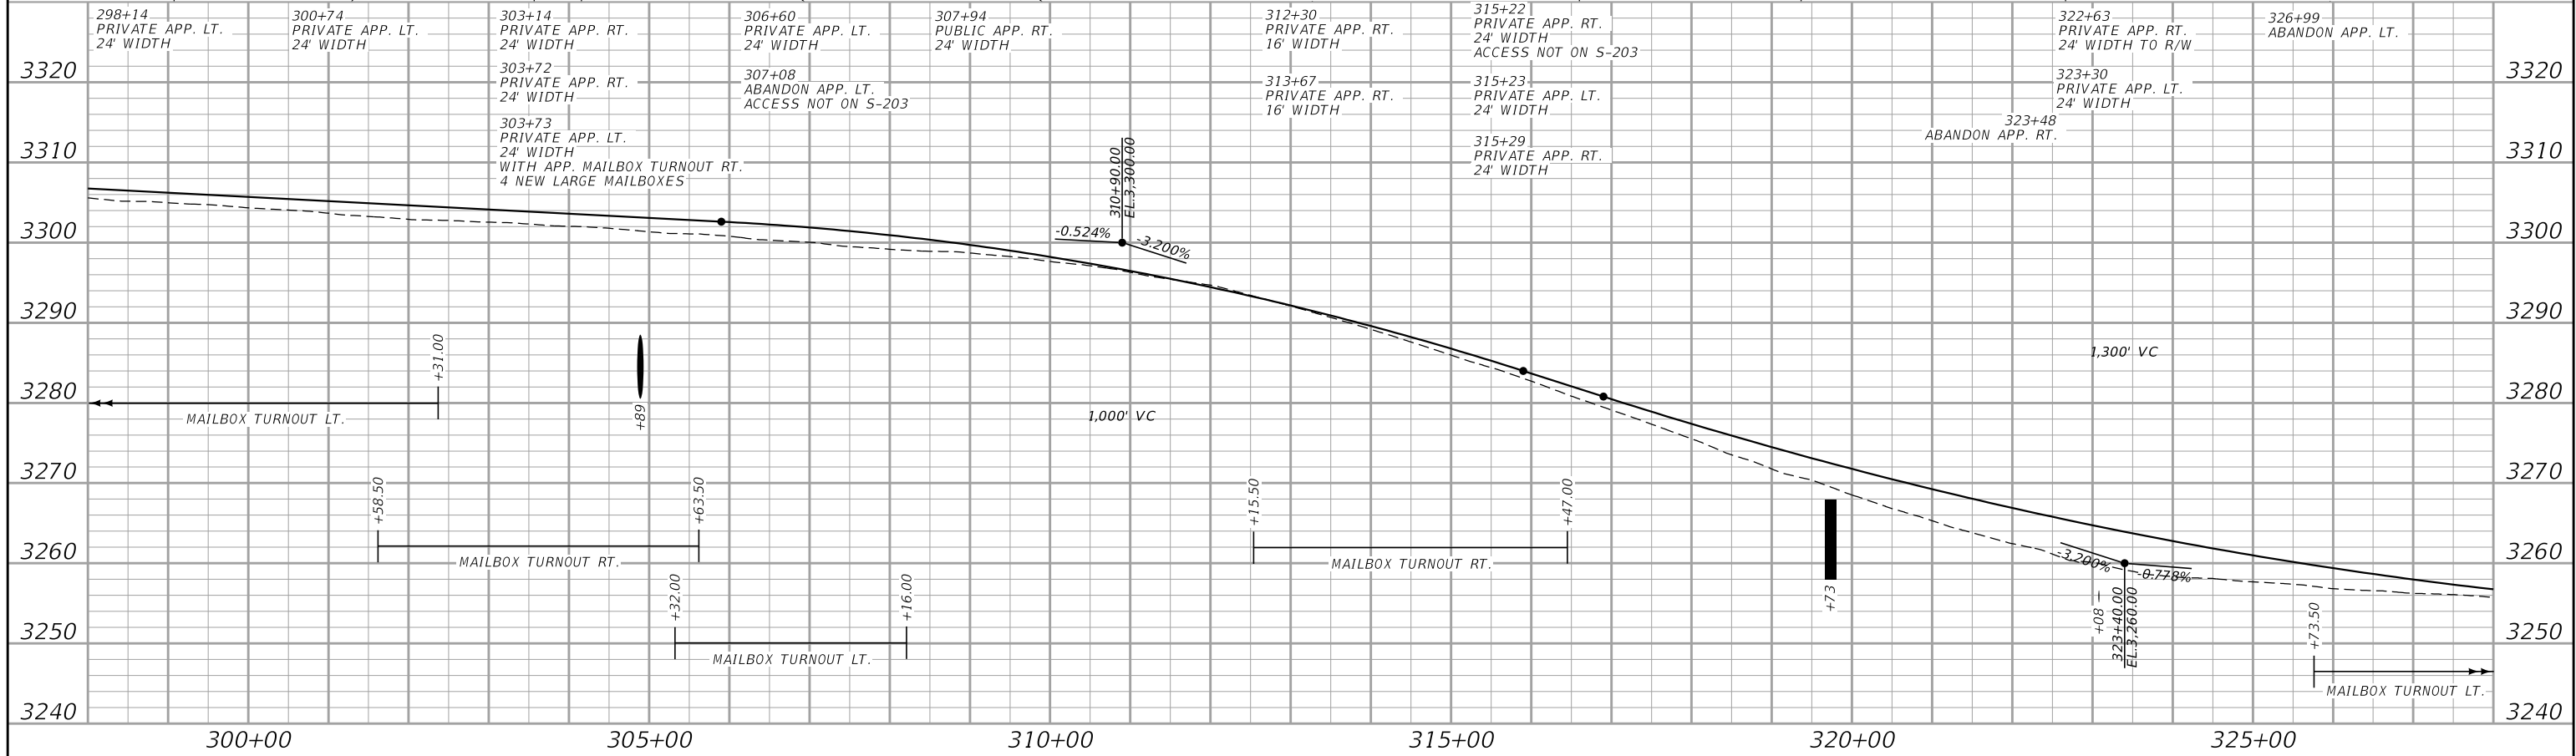 298+14
PRIVATE APP. LT.
24' WIDTH
300+74
PRIVATE APP. LT.
24' WIDTH
303+14
PRIVATE APP. RT.
24' WIDTH
303+72
PRIVATE APP. RT.
24' WIDTH
303+73
PRIVATE APP. LT.
24' WIDTH
WITH APP. MAILBOX TURNOUT RT.
4 NEW LARGE MAILBOXES
306+60
PRIVATE APP. LT.
24' WIDTH
307+08
ABANDON APP. LT.
ACCESS NOT ON S-203
307+94
PUBLIC APP. RT.
24' WIDTH
312+30
PRIVATE APP. RT.
16' WIDTH
313+67
PRIVATE APP. RT.
16' WIDTH
315+22
PRIVATE APP. RT.
24' WIDTH
ACCESS NOT ON S-203
315+23
PRIVATE APP. LT.
24' WIDTH
315+29
PRIVATE APP. RT.
24' WIDTH
322+63
PRIVATE APP. RT.
24' WIDTH TO R/W
323+30
PRIVATE APP. LT.
24' WIDTH
323+48
ABANDON APP. RT.
326+99
ABANDON APP. LT.
3320
3320
3310
3310
3300
3300
3290
3290
3280
3280
3270
3270
3260
3260
3250
3250
3240
3240
310+90.00
EL.3,300.00
-0.524%
-3.200%
1,000' VC
1,300' VC
+31.00
MAILBOX TURNOUT LT.
+89
+58.50
+63.50
MAILBOX TURNOUT RT.
+32.00
+16.00
MAILBOX TURNOUT LT.
+15.50
+47.00
MAILBOX TURNOUT RT.
+73
-3.200%
-0.778%
+08
323+40.00
EL.3,260.00
+73.50
MAILBOX TURNOUT LT.
300+00
305+00
310+00
315+00
320+00
325+00